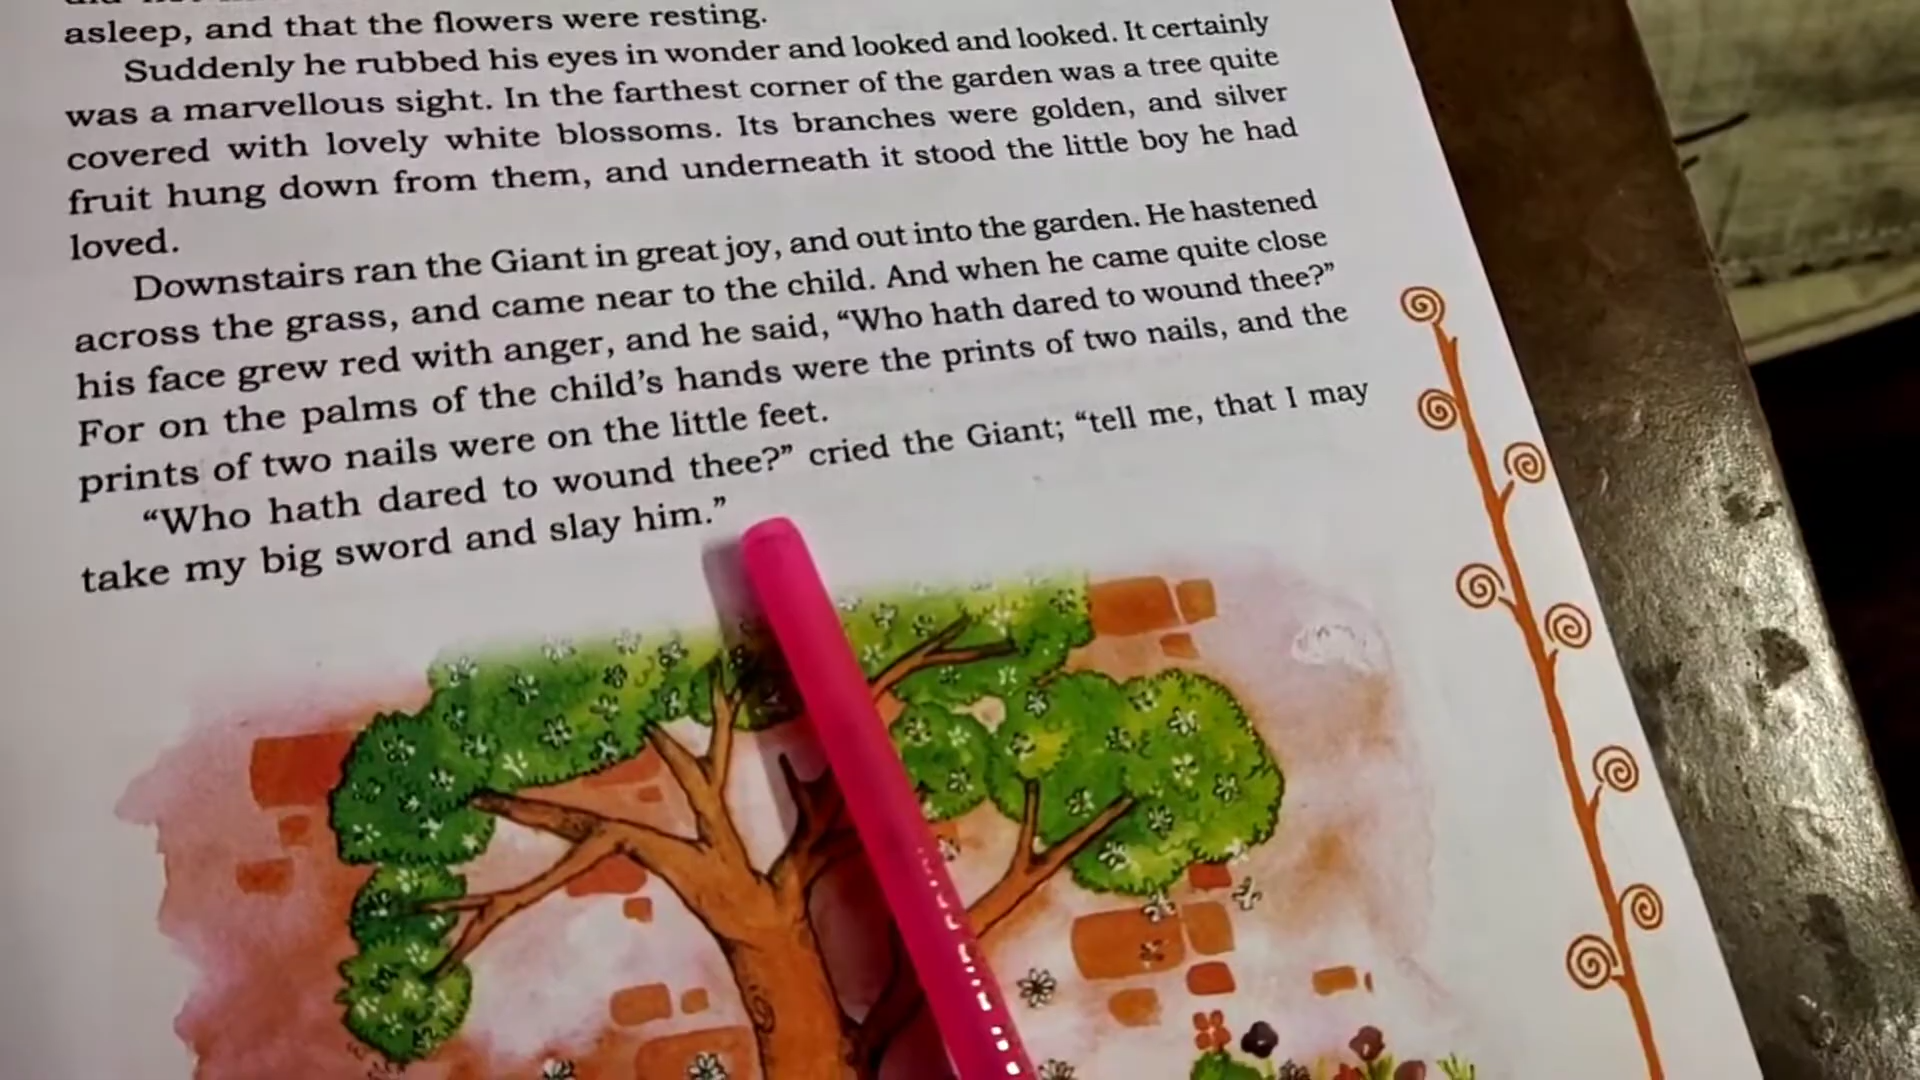 asleep, and that the flowers were resting.
Suddenly he rubbed his eyes in wonder and looked and looked. It certainly
was a marvellous sight. In the farthest corner of the garden was a tree quite
covered with lovely white blossoms. Its branches were golden, and silver
fruit hung down from them, and underneath it stood the little boy he had
loved.
Downstairs ran the Giant in great joy, and out into the garden. He hastened
across the grass, and came near to the child. And when he came quite close
his face grew red with anger, and he said, “Who hath dared to wound thee?”
For on the palms of the child’s hands were the prints of two nails, and the
prints of two nails were on the little feet.
“Who hath dared to wound thee?” cried the Giant; “tell me, that I may
take my big sword and slay him.”